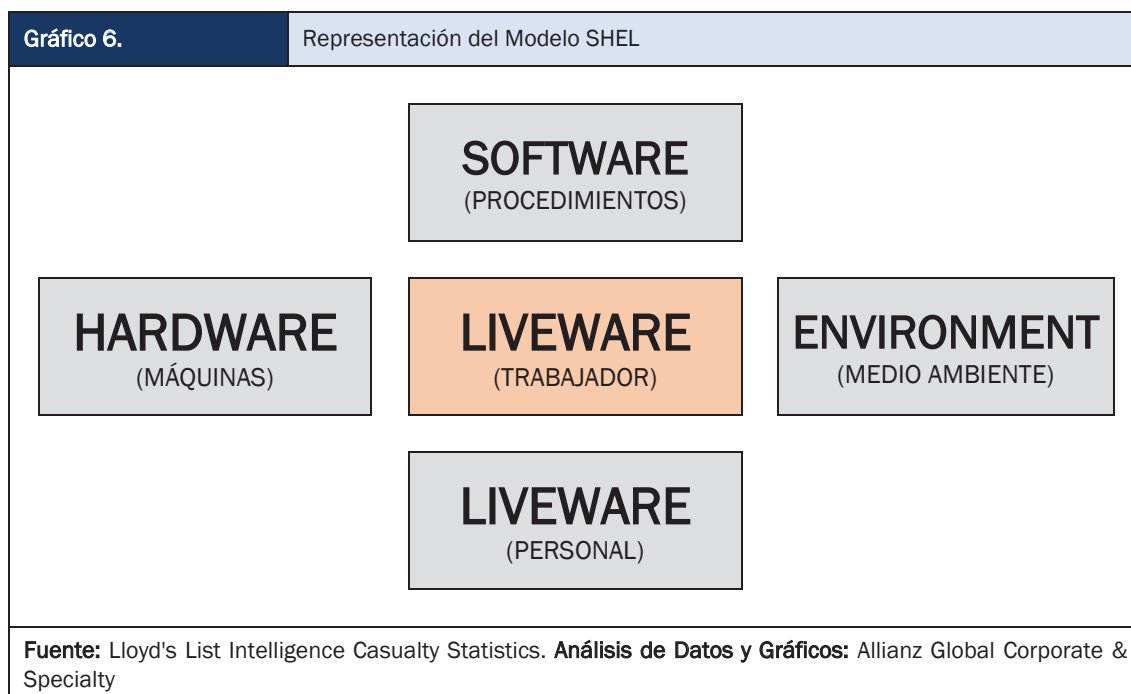 Gráfico 6.
Representación del Modelo SHEL
SOFTWARE
(PROCEDIMIENTOS)
HARDWARE
(MÁQUINAS)
LIVEWARE
(TRABAJADOR)
ENVIRONMENT
(MEDIO AMBIENTE)
LIVEWARE
(PERSONAL)
Fuente: Lloyd's List Intelligence Casualty Statistics. Análisis de Datos y Gráficos: Allianz Global Corporate &
Specialty